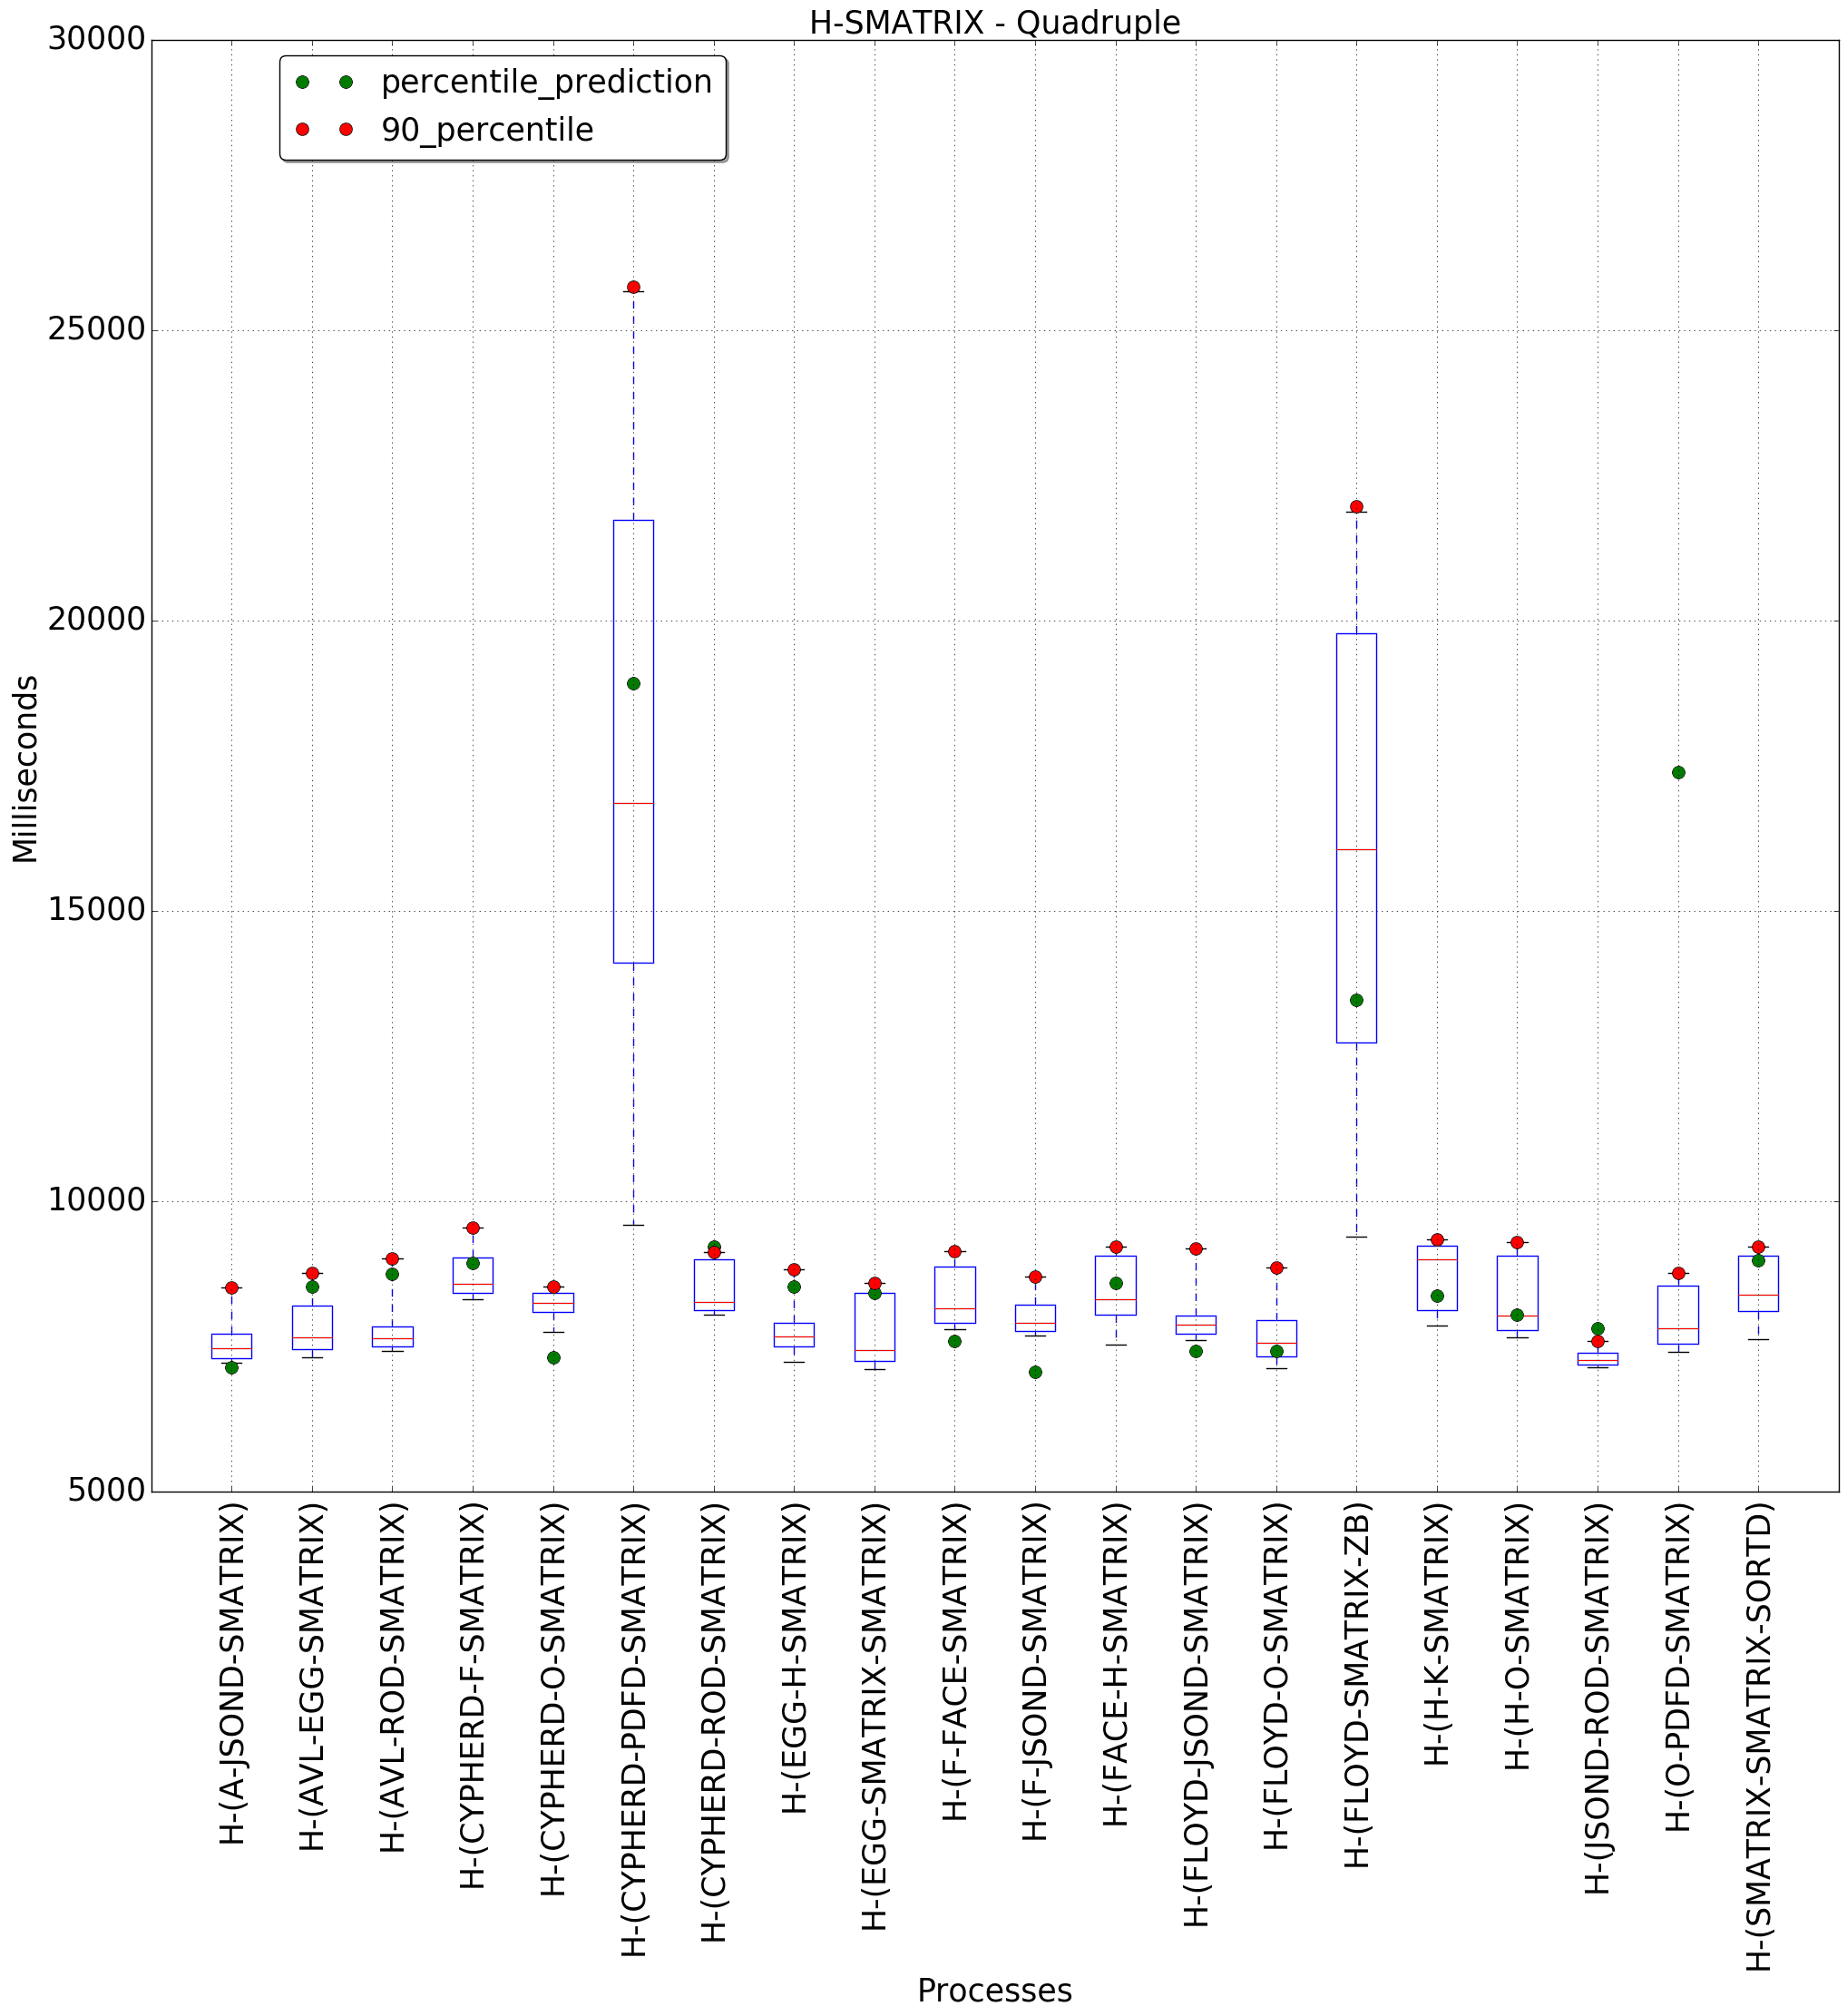 H-SMATRIX - Quadruple
percentile_prediction
90_percentile
30000
25000
20000
15000
10000
5000
Milliseconds
H-(A-JSOND-SMATRIX)
H-(AVL-EGG-SMATRIX)
H-(AVL-ROD-SMATRIX)
H-(CYPHERD-F-SMATRIX)
H-(CYPHERD-O-SMATRIX)
H-(CYPHERD-PDFD-SMATRIX)
H-(CYPHERD-ROD-SMATRIX)
H-(EGG-H-SMATRIX)
H-(EGG-SMATRIX-SMATRIX)
H-(F-FACE-SMATRIX)
H-(F-JSOND-SMATRIX)
H-(FACE-H-SMATRIX)
H-(FLOYD-JSOND-SMATRIX)
H-(FLOYD-O-SMATRIX)
H-(FLOYD-SMATRIX-ZB)
H-(H-K-SMATRIX)
H-(H-O-SMATRIX)
H-(JSOND-ROD-SMATRIX)
H-(O-PDFD-SMATRIX)
H-(SMATRIX-SMATRIX-SORTD)
Processes